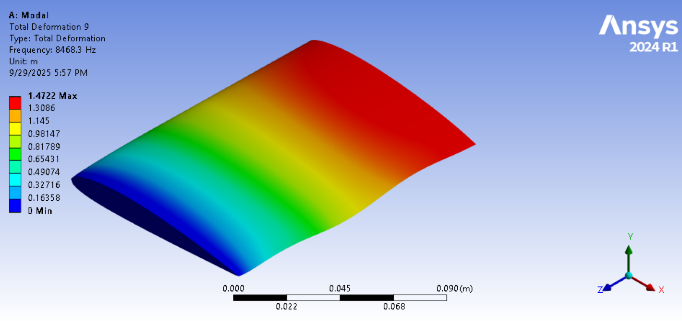 A: Modal
Total Deformation 9
Type: Total Deformation
Frequency: 8468.3 Hz
Unit: m
9/29/2025 5:57 PM
1.4722 Max
1.3086
1.145
0.98147
0.81789
0.65431
0.49074
0.32716
0.16358
0 Min
Ansys
2024 R1
0.000 0.045 0.090 (m)
0.022 0.068
Y
Z X